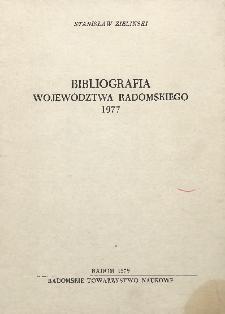 STANISŁAW ZIELIŃSKI
BIBLIOGRAFIA
WOJEWÓDZTWA RADOMSKIEGO
1977
RADOM 1979
RADOMSKIE TOWARZYSTWO NAUKOWE